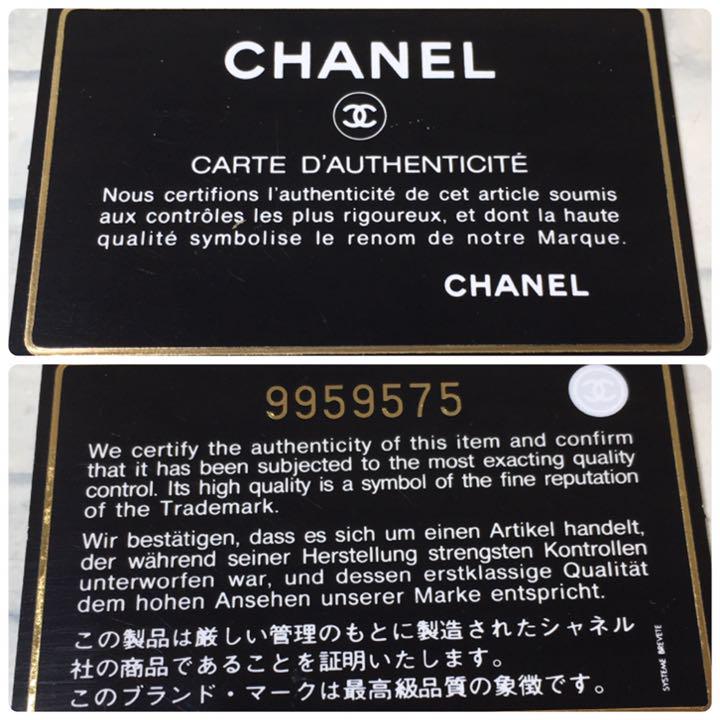 CHANEL
CARTE D'AUTHENTICITÉ
Nous certifions l'authenticité de cet article soumis
aux contrôles les plus rigoureux, et dont la haute
qualité symbolise le renom de notre Marque.
CHANEL
9959575
We certify the authenticity of this item and confirm
that it has been subjected to the most exacting quality
control. Its high quality is a symbol of the fine reputation
of the Trademark.
Wir bestätigen, dass es sich um einen Artikel handelt,
der während seiner Herstellung strengsten Kontrollen
unterworfen war, und dessen erstklassige Qualität
dem hohen Ansehen unserer Marke entspricht.
この製品は厳しい管理のもとに製造されたシャネル
社の商品であることを証明いたします。
このブランド・マークは最高級品質の象徴です。
SYSTEME BREVETE